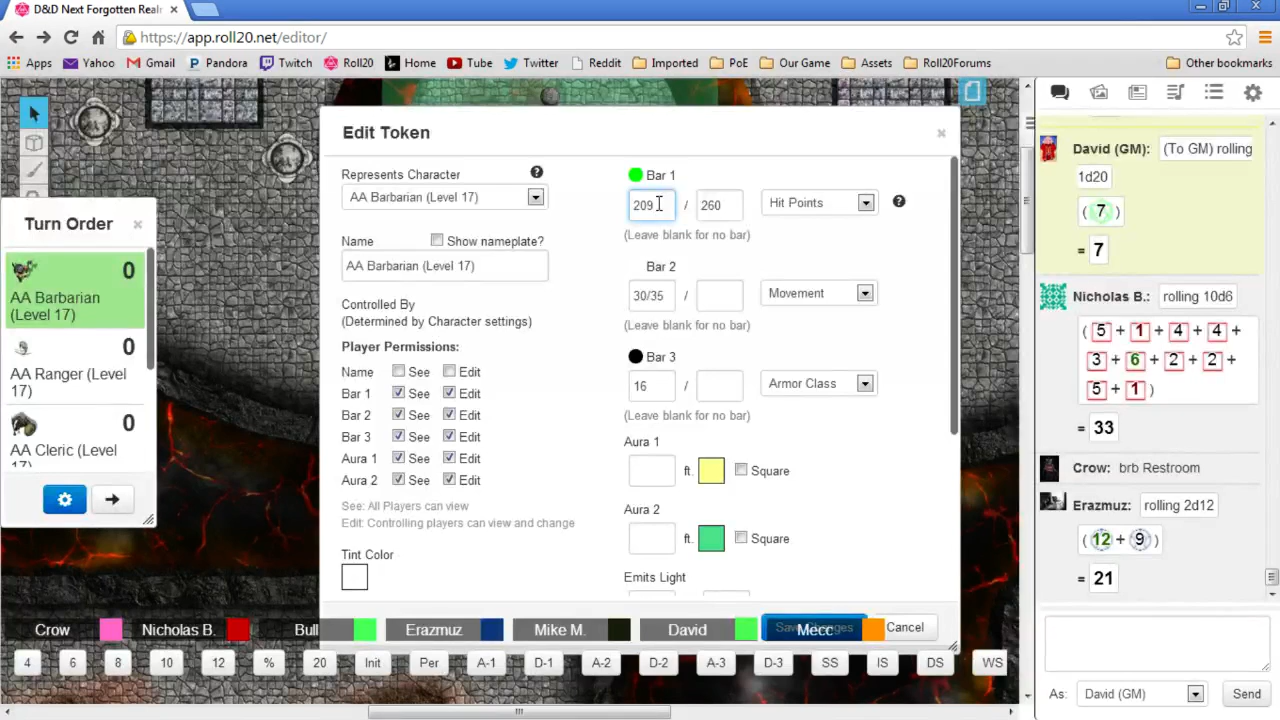 D&D Next Forgotten Real
https://app.roll20.net/editor/
Apps Yahoo Gmail Pandora Twitch Roll20 Home Tube Twitter Reddit Imported PoE Our Game Assets Roll20Forums Other bookmarks
Turn Order
0
AA Barbarian
(Level 17)
0
AA Ranger (Level
17)
0
AA Cleric (Level
17)
Edit Token
Represents Character
AA Barbarian (Level 17)
Name Show nameplate?
AA Barbarian (Level 17)
Controlled By
(Determined by Character settings)
Player Permissions:
Name See Edit
Bar 1 See Edit
Bar 2 See Edit
Bar 3 See Edit
Aura 1 See Edit
Aura 2 See Edit
See: All Players can view
Edit: Controlling players can view and change
Tint Color
Bar 1
209 / 260 Hit Points
(Leave blank for no bar)
Bar 2
30/35 / Movement
(Leave blank for no bar)
Bar 3
16 / Armor Class
(Leave blank for no bar)
Aura 1
ft. Square
Aura 2
ft. Square
Emits Light
Save Changes Cancel
Crow Nicholas B. Bull Erazmuz Mike M. David Mecc
4 6 8 10 12 % 20 Init Per A-1 D-1 A-2 D-2 A-3 D-3 SS IS DS WS
David (GM): (To GM) rolling
1d20
( 7 )
= 7
Nicholas B.: rolling 10d6
( 5 + 1 + 4 + 4 +
3 + 6 + 2 + 2 +
5 + 1 )
= 33
Crow: brb Restroom
Erazmuz: rolling 2d12
( 12 + 9 )
= 21
As: David (GM) Send